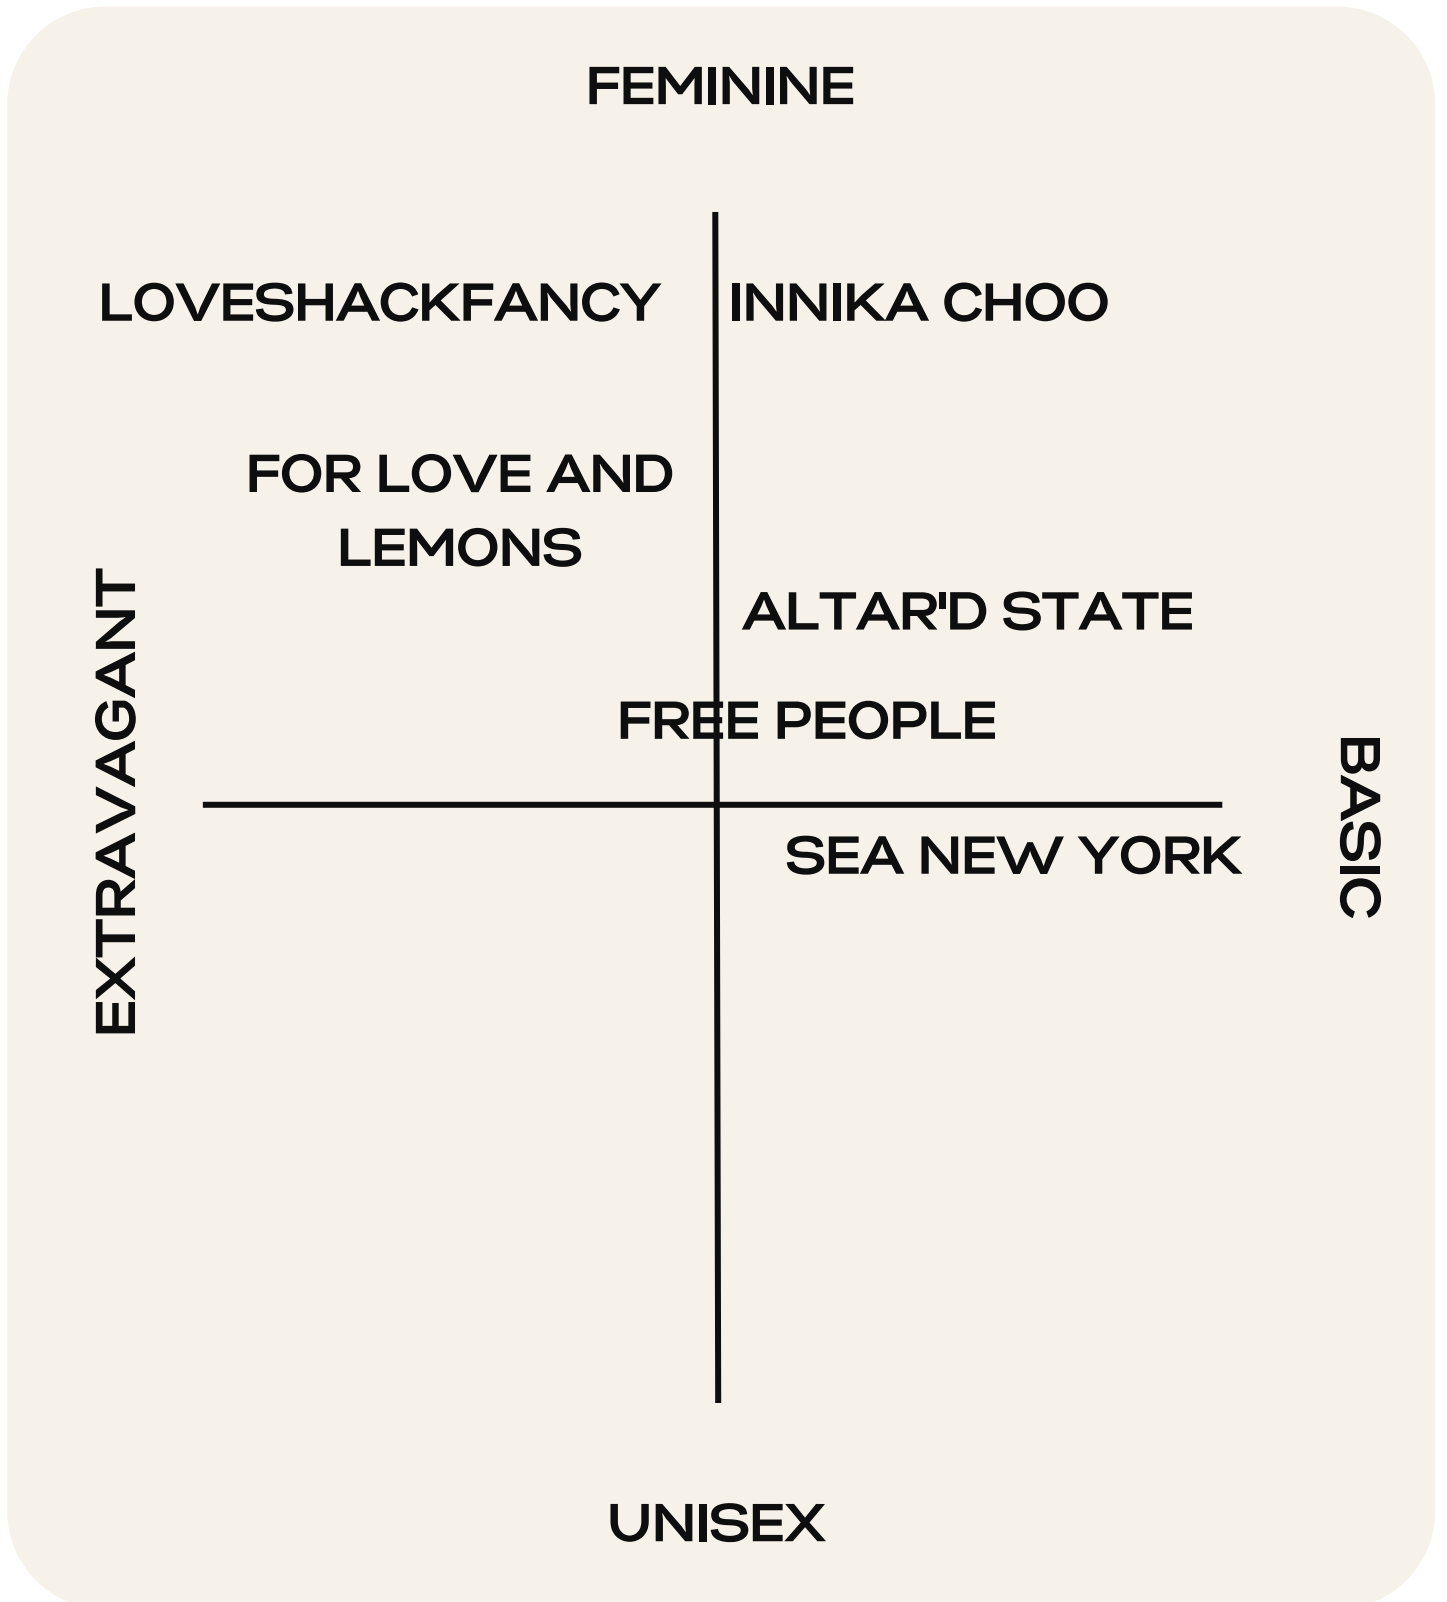 FEMININE
LOVESHACKFANCY
INNIKA CHOO
FOR LOVE AND
LEMONS
EXTRAVAGANT
ALTAR'D STATE
FREE PEOPLE
BASIC
SEA NEW YORK
UNISEX